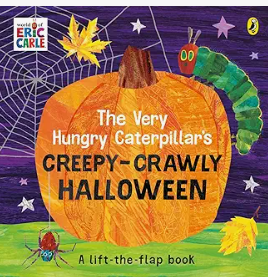 world of
ERIC
CARLE
The Very
Hungry Caterpillar's
CREEPY-CRAWLY
HALLOWEEN
A lift-the-flap book